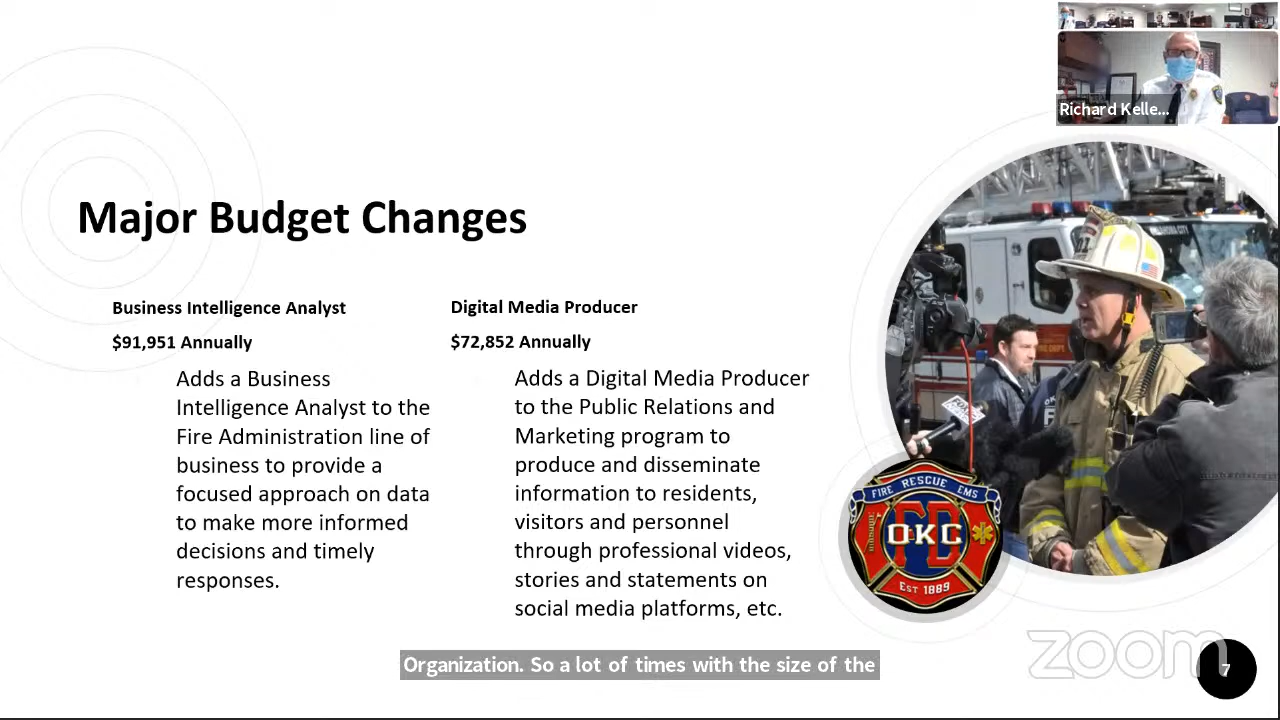 Richard Kelle...
Major Budget Changes
Business Intelligence Analyst
$91,951 Annually
Adds a Business
Intelligence Analyst to the
Fire Administration line of
business to provide a
focused approach on data
to make more informed
decisions and timely
responses.
Digital Media Producer
$72,852 Annually
Adds a Digital Media Producer
to the Public Relations and
Marketing program to
produce and disseminate
information to residents,
visitors and personnel
through professional videos,
stories and statements on
social media platforms, etc.
OKLAHOMA CITY
FOX
FIRE RESCUE EMS
FD
OKC
EST 1889
Organization. So a lot of times with the size of the
zoom
7